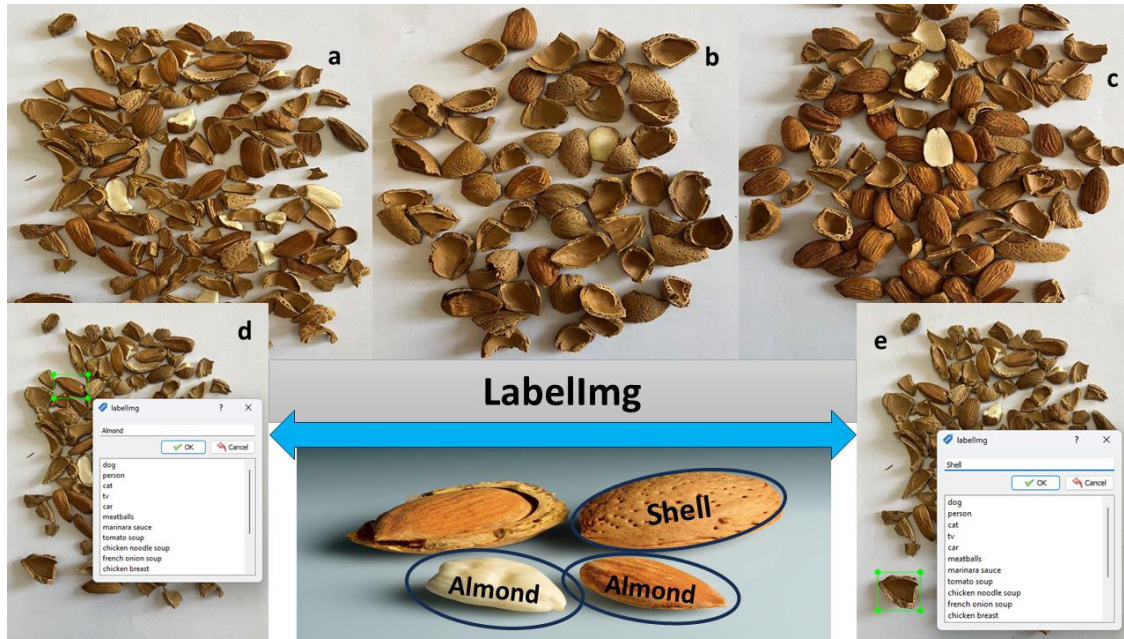 a
b
c
d
e
LabelImg
labelImg
?
Almond
OK
Cancel
dog
person
cat
tv
car
meatballs
marinara sauce
tomato soup
chicken noodle soup
french onion soup
chicken breast
Shell
Almond
Almond
labelImg
?
Shell
OK
Cancel
dog
person
cat
tv
car
meatballs
marinara sauce
tomato soup
chicken noodle soup
french onion soup
chicken breast